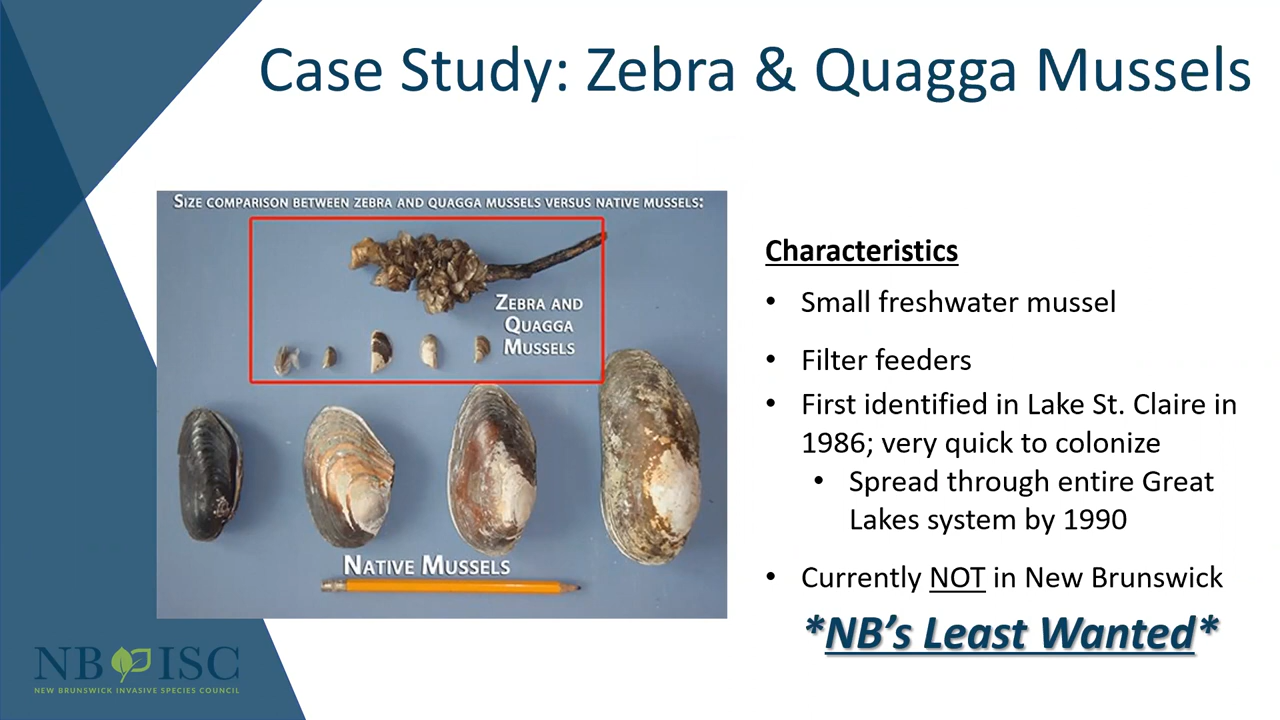 Case Study: Zebra & Quagga Mussels
SIZE COMPARISON BETWEEN ZEBRA AND QUAGGA MUSSELS VERSUS NATIVE MUSSELS:
ZEBRA AND
QUAGGA
MUSSELS
NATIVE MUSSELS
Characteristics
• Small freshwater mussel
• Filter feeders
• First identified in Lake St. Claire in
1986; very quick to colonize
• Spread through entire Great
Lakes system by 1990
• Currently NOT in New Brunswick
*NB's Least Wanted*
NB ISC
NEW BRUNSWICK INVASIVE SPECIES COUNCIL